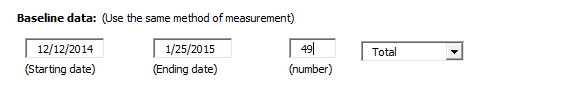 Baseline data: (Use the same method of measurement)
12/12/2014 1/25/2015 49 Total
(Starting date) (Ending date) (number)